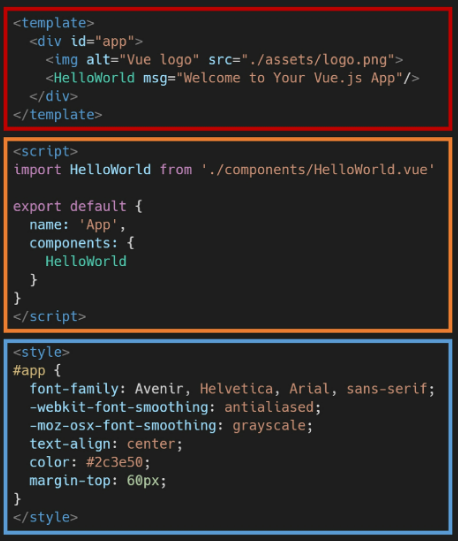 <template>
  <div id="app">
    <img alt="Vue logo" src="./assets/logo.png">
    <HelloWorld msg="Welcome to Your Vue.js App"/>
  </div>
</template>
<script>
import HelloWorld from './components/HelloWorld.vue'

export default {
  name: 'App',
  components: {
    HelloWorld
  }
}
</script>
<style>
#app {
  font-family: Avenir, Helvetica, Arial, sans-serif;
  -webkit-font-smoothing: antialiased;
  -moz-osx-font-smoothing: grayscale;
  text-align: center;
  color: #2c3e50;
  margin-top: 60px;
}
</style>